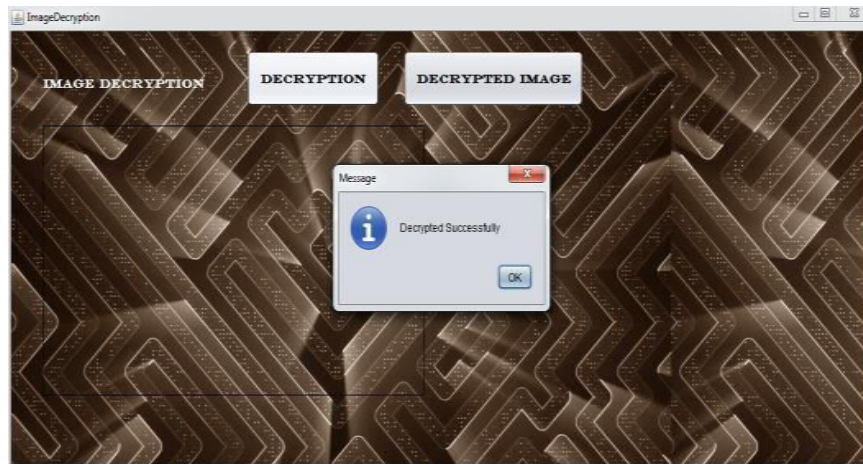 ImageDecryption
IMAGE DECRYPTION
DECRYPTION
DECRYPTED IMAGE
Message
Decrypted Successfully
OK